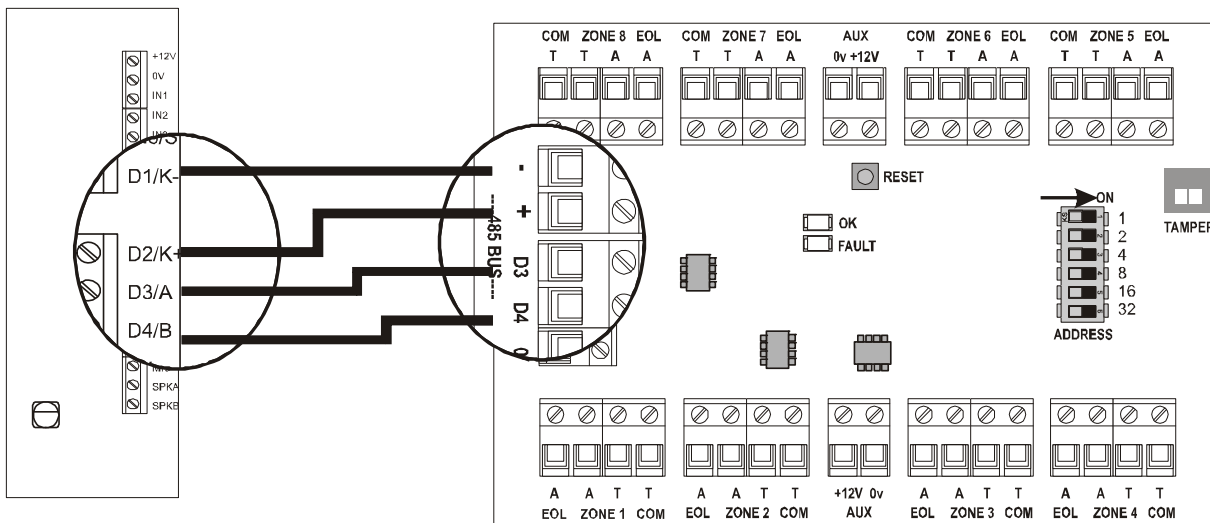 +12V
0V
IN1
IN2
D1/K-
D2/K+
D3/A
D4/B
SPKA
SPKB
-
+
485 BUS
D3
D4
COM ZONE 8 EOL
T T A A
COM ZONE 7 EOL
T T A A
AUX
0v +12V
COM ZONE 6 EOL
T T A A
COM ZONE 5 EOL
T T A A
RESET
OK
FAULT
ON
1
2
4
8
16
32
ADDRESS
TAMPER
A A T T
EOL ZONE 1 COM
A A T T
EOL ZONE 2 COM
+12V 0v
AUX
A A T T
EOL ZONE 3 COM
A A T T
EOL ZONE 4 COM